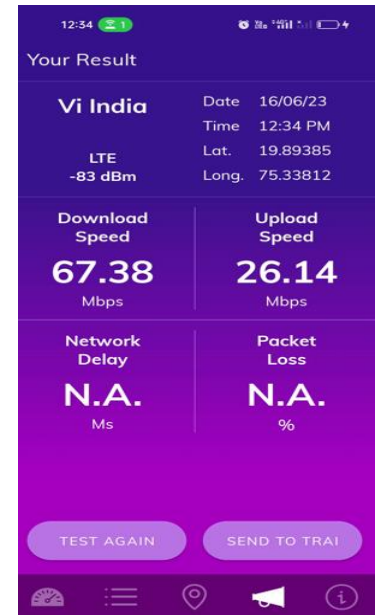 12:34 1
Your Result
Vi India
LTE
-83 dBm
Date 16/06/23
Time 12:34 PM
Lat. 19.89385
Long. 75.33812
Download
Speed
67.38
Mbps
Upload
Speed
26.14
Mbps
Network
Delay
N.A.
Ms
Packet
Loss
N.A.
%
TEST AGAIN
SEND TO TRAI